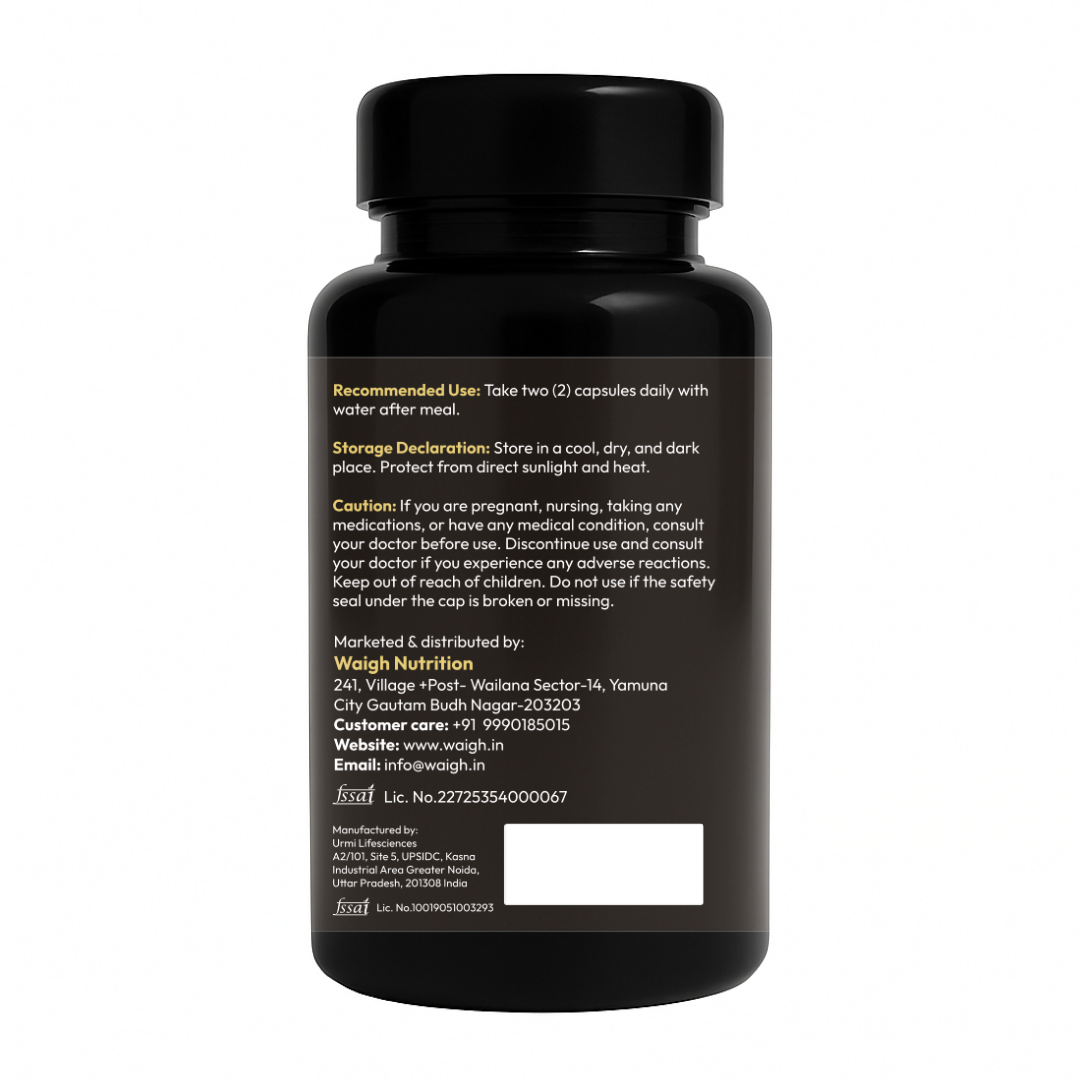 Recommended Use: Take two (2) capsules daily with
water after meal.
Storage Declaration: Store in a cool, dry, and dark
place. Protect from direct sunlight and heat.
Caution: If you are pregnant, nursing, taking any
medications, or have any medical condition, consult
your doctor before use. Discontinue use and consult
your doctor if you experience any adverse reactions.
Keep out of reach of children. Do not use if the safety
seal under the cap is broken or missing.
Marketed & distributed by:
Waigh Nutrition
241, Village +Post- Wailana Sector-14, Yamuna
City Gautam Budh Nagar-203203
Customer care: +91 9990185015
Website: www.waigh.in
Email: info@waigh.in
fssai Lic. No.22725354000067
Manufactured by:
Urmi Lifesciences
A2/101, Site 5, UPSIDC, Kasna
Industrial Area Greater Noida,
Uttar Pradesh, 201308 India
fssai Lic. No.10019051003293